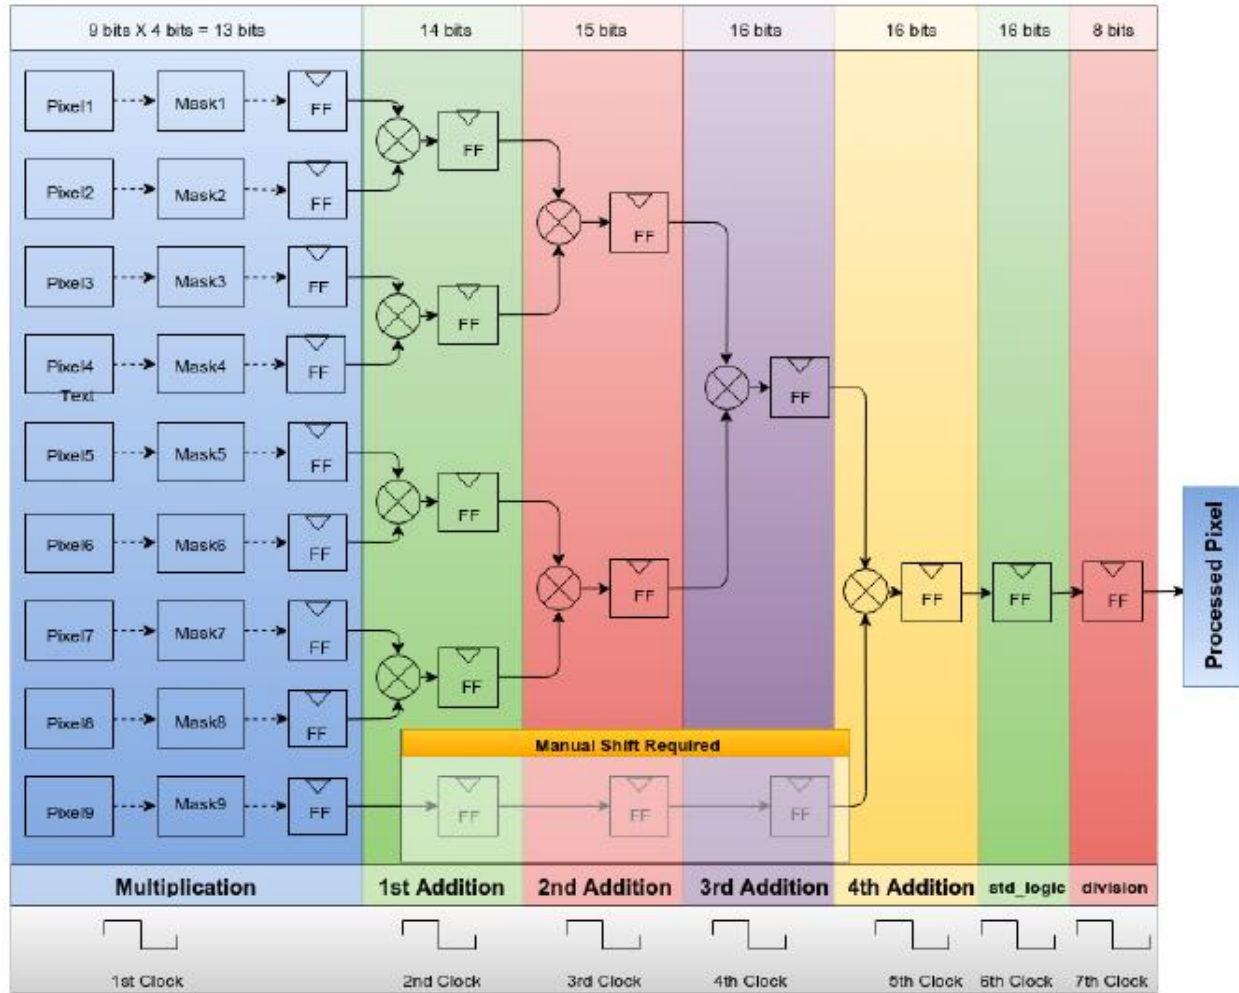 9 bits X 4 bits = 13 bits 14 bits 15 bits 16 bits 16 bits 16 bits 8 bits
Pixel1 Mask1 FF
FF
Pixel2 Mask2 FF
FF
Pixel3 Mask3 FF
FF
Pixel4 Mask4 FF
Text
FF
Pixel5 Mask5 FF
FF
Pixel6 Mask6 FF
FF
FF FF FF
Pixel7 Mask7 FF
FF
Pixel8 Mask8 FF
Manual Shift Required
Pixel9 Mask9 FF FF FF FF
Processed Pixel
Multiplication 1st Addition 2nd Addition 3rd Addition 4th Addition std_logic division
1st Clock 2nd Clock 3rd Clock 4th Clock 5th Clock 6th Clock 7th Clock